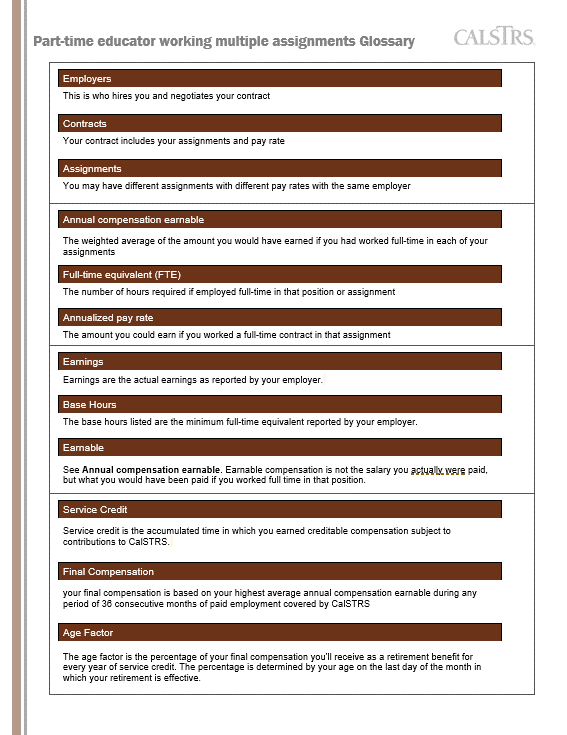 Part-time educator working multiple assignments Glossary
CALSTRS
Employers
This is who hires you and negotiates your contract
Contracts
Your contract includes your assignments and pay rate
Assignments
You may have different assignments with different pay rates with the same employer
Annual compensation earnable
The weighted average of the amount you would have earned if you had worked full-time in each of your
assignments
Full-time equivalent (FTE)
The number of hours required if employed full-time in that position or assignment
Annualized pay rate
The amount you could earn if you worked a full-time contract in that assignment
Earnings
Earnings are the actual earnings as reported by your employer.
Base Hours
The base hours listed are the minimum full-time equivalent reported by your employer.
Earnable
See Annual compensation earnable. Earnable compensation is not the salary you actually were paid,
but what you would have been paid if you worked full time in that position.
Service Credit
Service credit is the accumulated time in which you earned creditable compensation subject to
contributions to CalSTRS.
Final Compensation
your final compensation is based on your highest average annual compensation earnable during any
period of 36 consecutive months of paid employment covered by CalSTRS
Age Factor
The age factor is the percentage of your final compensation you'll receive as a retirement benefit for
every year of service credit. The percentage is determined by your age on the last day of the month in
which your retirement is effective.